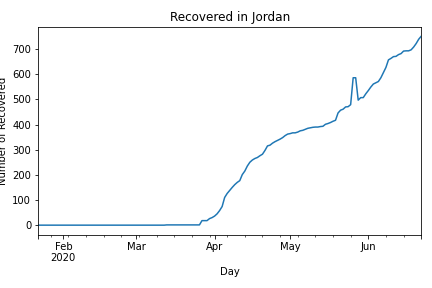 Recovered in Jordan
Number of Recovered
700
600
500
400
300
200
100
0
Feb
2020
Mar
Apr
May
Jun
Day